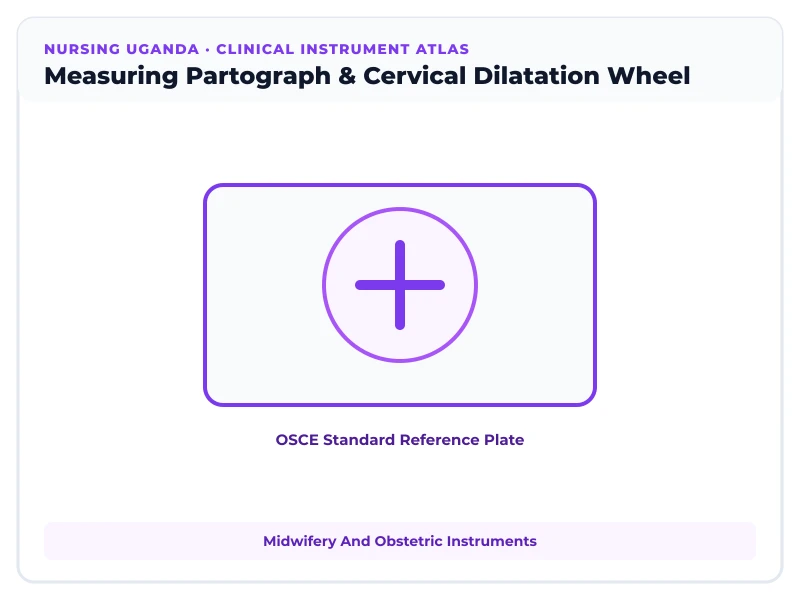 NURSING UGANDA · CLINICAL INSTRUMENT ATLAS
Measuring Partograph & Cervical Dilatation Wheel
OSCE Standard Reference Plate
Midwifery And Obstetric Instruments